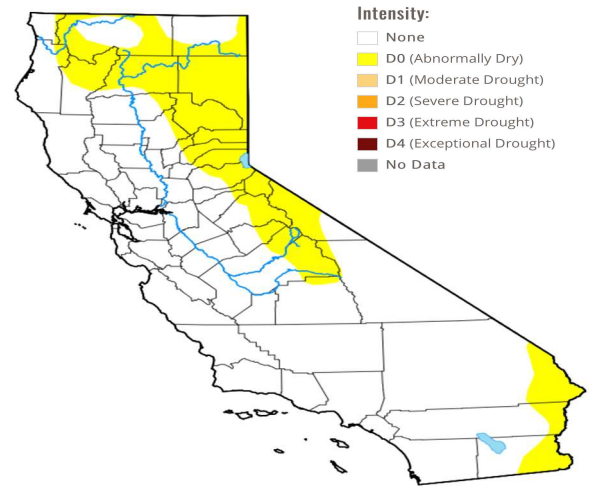 Intensity:
None
D0 (Abnormally Dry)
D1 (Moderate Drought)
D2 (Severe Drought)
D3 (Extreme Drought)
D4 (Exceptional Drought)
No Data